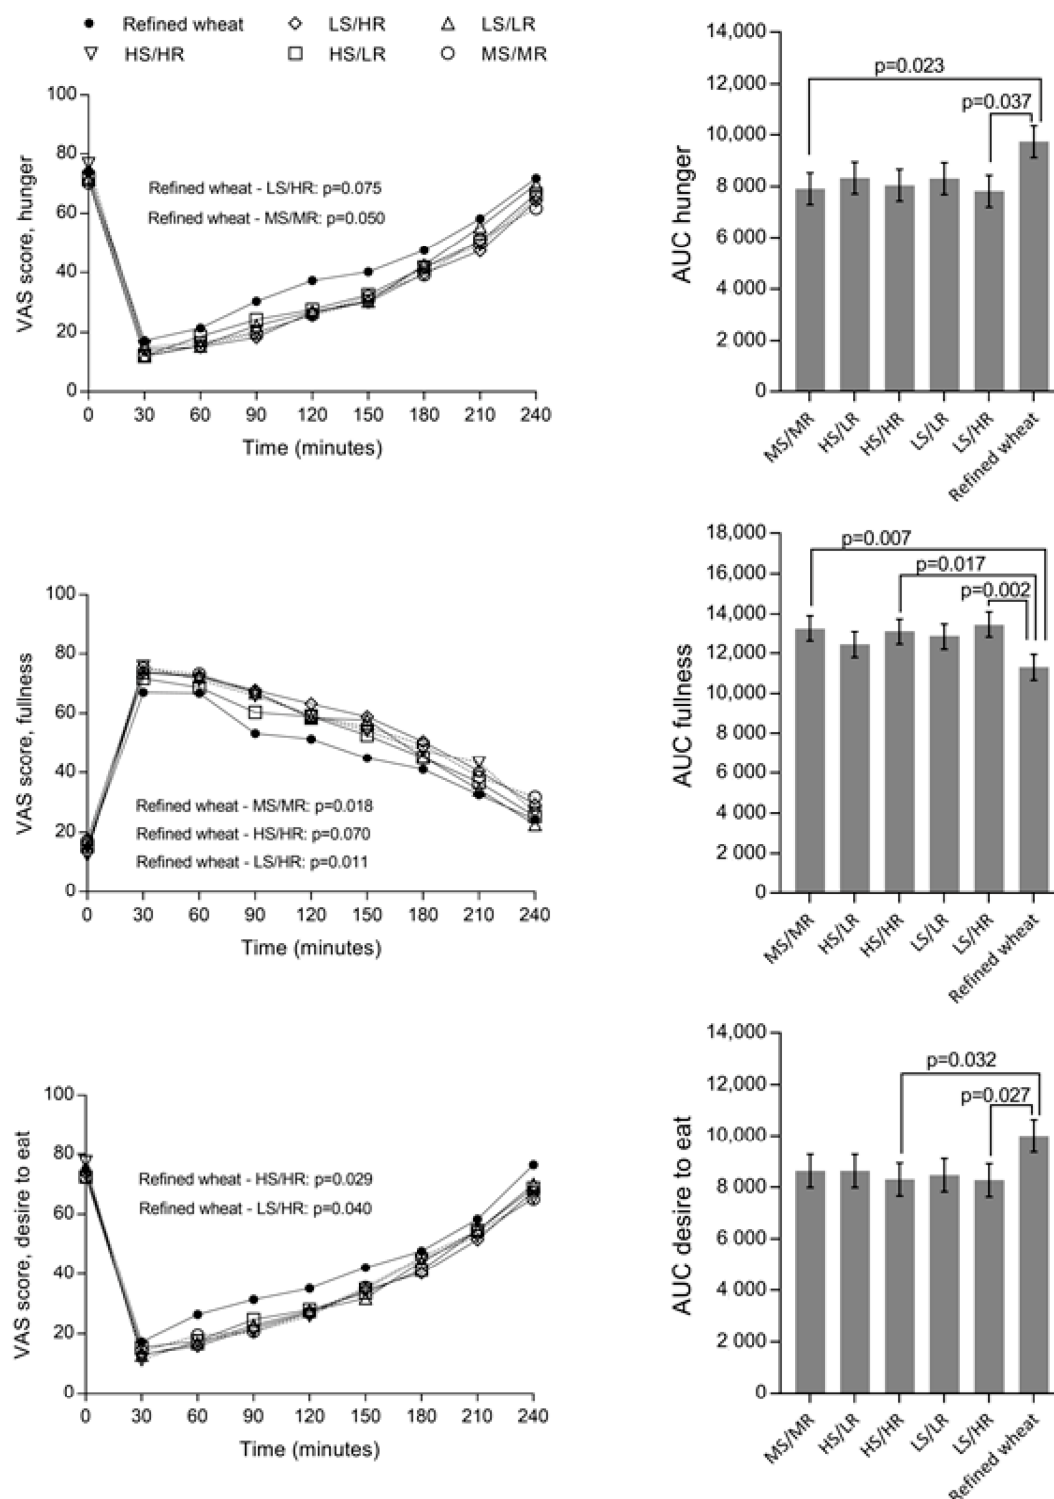 Refined wheat LS/HR LS/LR
HS/HR HS/LR MS/MR
100
80
60
40
20
0
VAS score, hunger
Refined wheat - LS/HR: p=0.075
Refined wheat - MS/MR: p=0.050
0 30 60 90 120 150 180 210 240
Time (minutes)
14,000
12,000
10,000
8 000
6 000
4 000
2 000
0
AUC hunger
p=0.023
p=0.037
MS/MR HS/LR HS/HR LS/LR LS/HR Refined wheat
100
80
60
40
20
0
VAS score, fullness
Refined wheat - MS/MR: p=0.018
Refined wheat - HS/HR: p=0.070
Refined wheat - LS/HR: p=0.011
0 30 60 90 120 150 180 210 240
Time (minutes)
18,000
16,000
14,000
12,000
10,000
8 000
6 000
4 000
2 000
0
AUC fullness
p=0.007
p=0.017
p=0.002
MS/MR HS/LR HS/HR LS/LR LS/HR Refined wheat
100
80
60
40
20
0
VAS score, desire to eat
Refined wheat - HS/HR: p=0.029
Refined wheat - LS/HR: p=0.040
0 30 60 90 120 150 180 210 240
Time (minutes)
14,000
12,000
10,000
8 000
6 000
4 000
2 000
0
AUC desire to eat
p=0.032
p=0.027
MS/MR HS/LR HS/HR LS/LR LS/HR Refined wheat